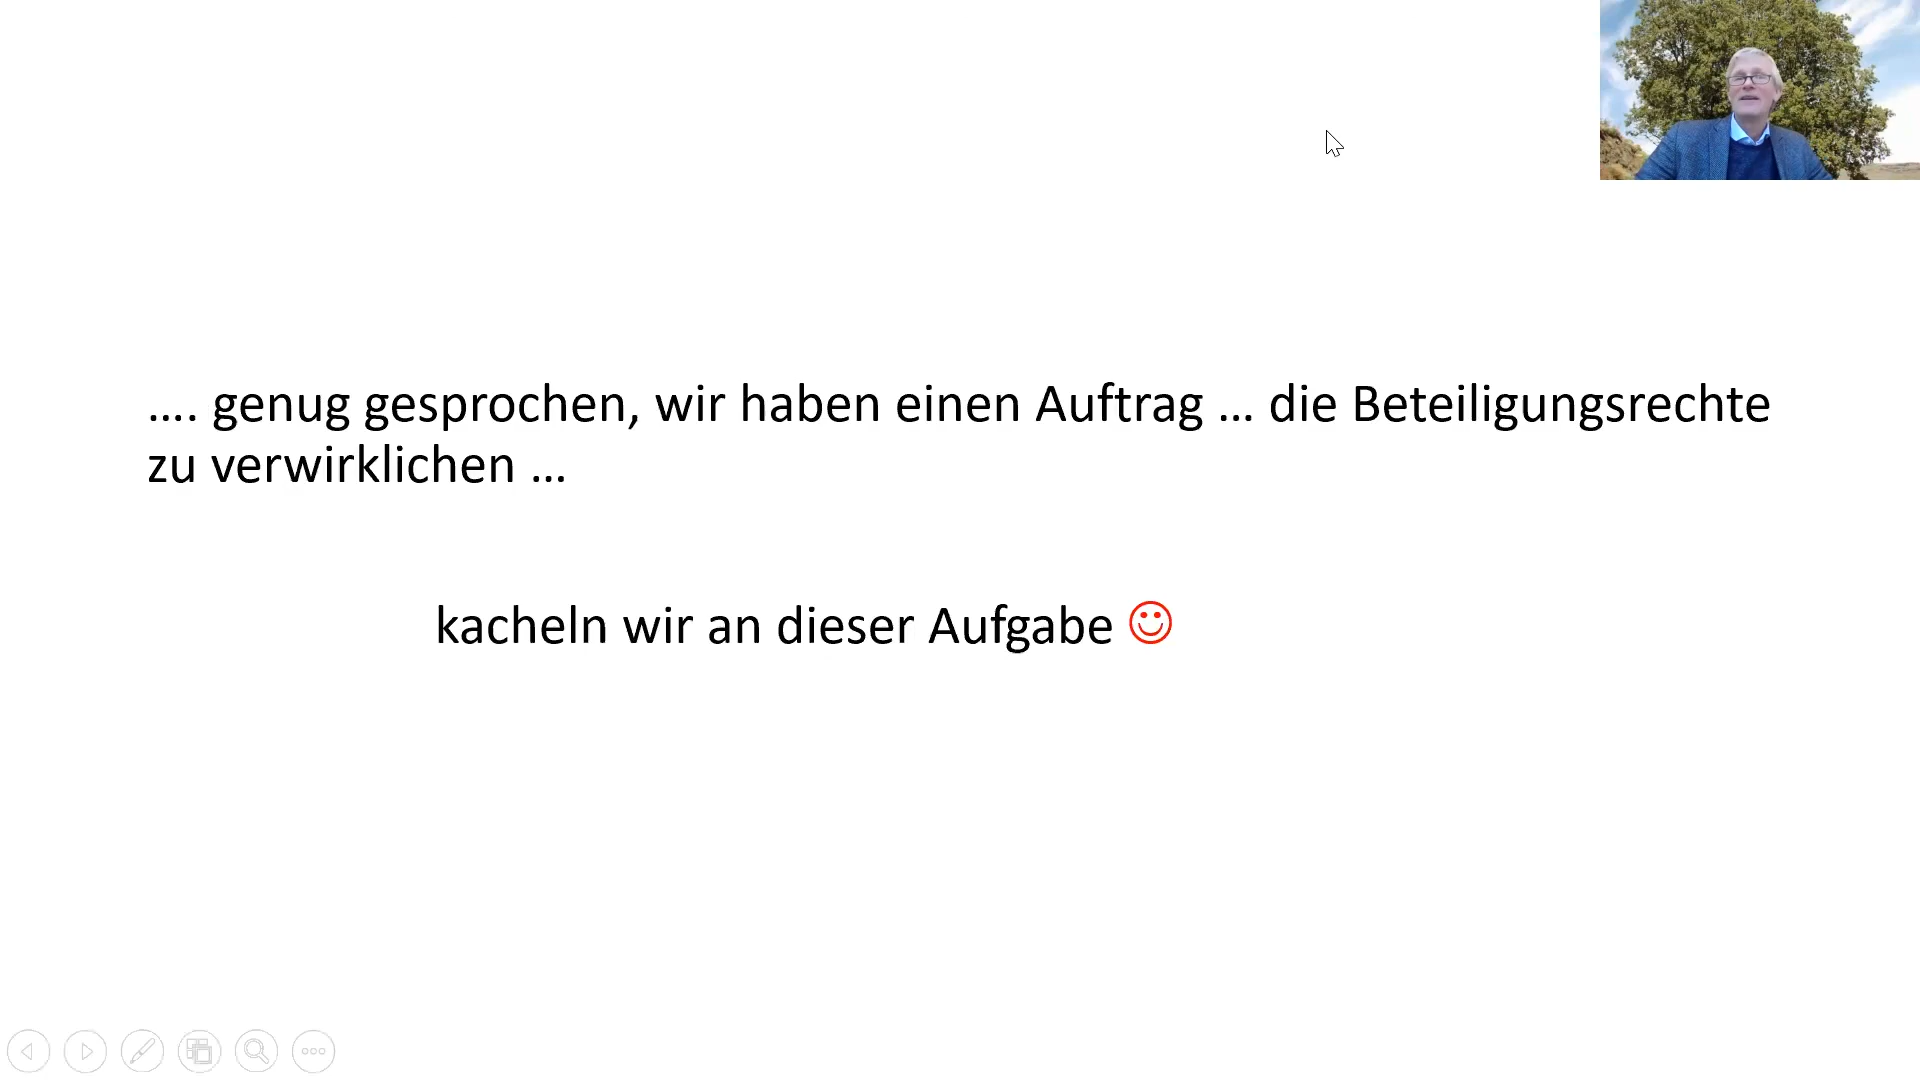 .... genug gesprochen, wir haben einen Auftrag ... die Beteiligungsrechte
zu verwirklichen ...
kacheln wir an dieser Aufgabe ☺